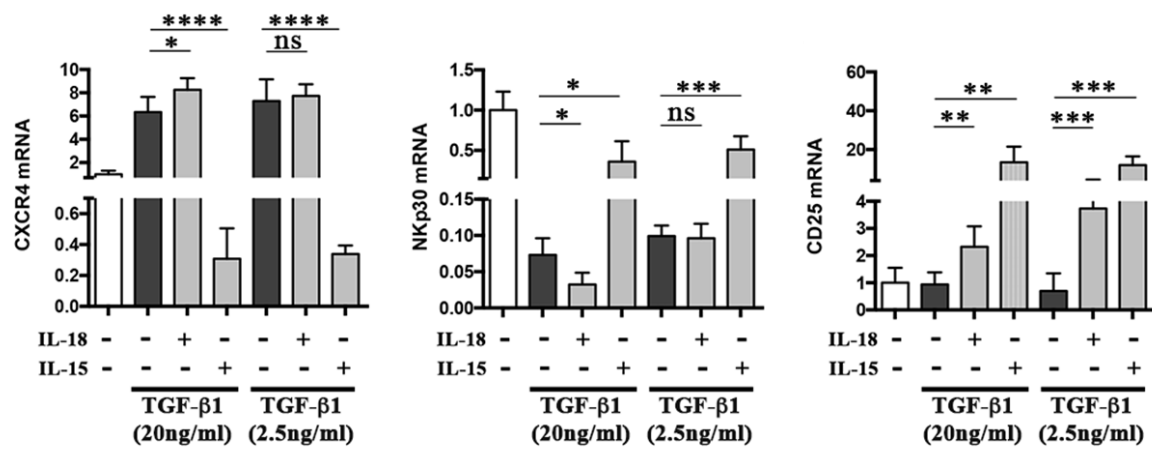 **** ****
* ns
CXCR4 mRNA
10
8
6
4
2
0.6
0.4
0.2
0.0
IL-18 - - + - - + -
IL-15 - - - + - - +
TGF-β1 TGF-β1
(20ng/ml) (2.5ng/ml)
* ***
* ns
NKp30 mRNA
1.5
1.0
0.5
0.15
0.10
0.05
0.00
IL-18 - - + - - + -
IL-15 - - - + - - +
TGF-β1 TGF-β1
(20ng/ml) (2.5ng/ml)
** ***
** ***
CD25 mRNA
60
40
20
4
3
2
1
0
IL-18 - - + - - + -
IL-15 - - - + - - +
TGF-β1 TGF-β1
(20ng/ml) (2.5ng/ml)